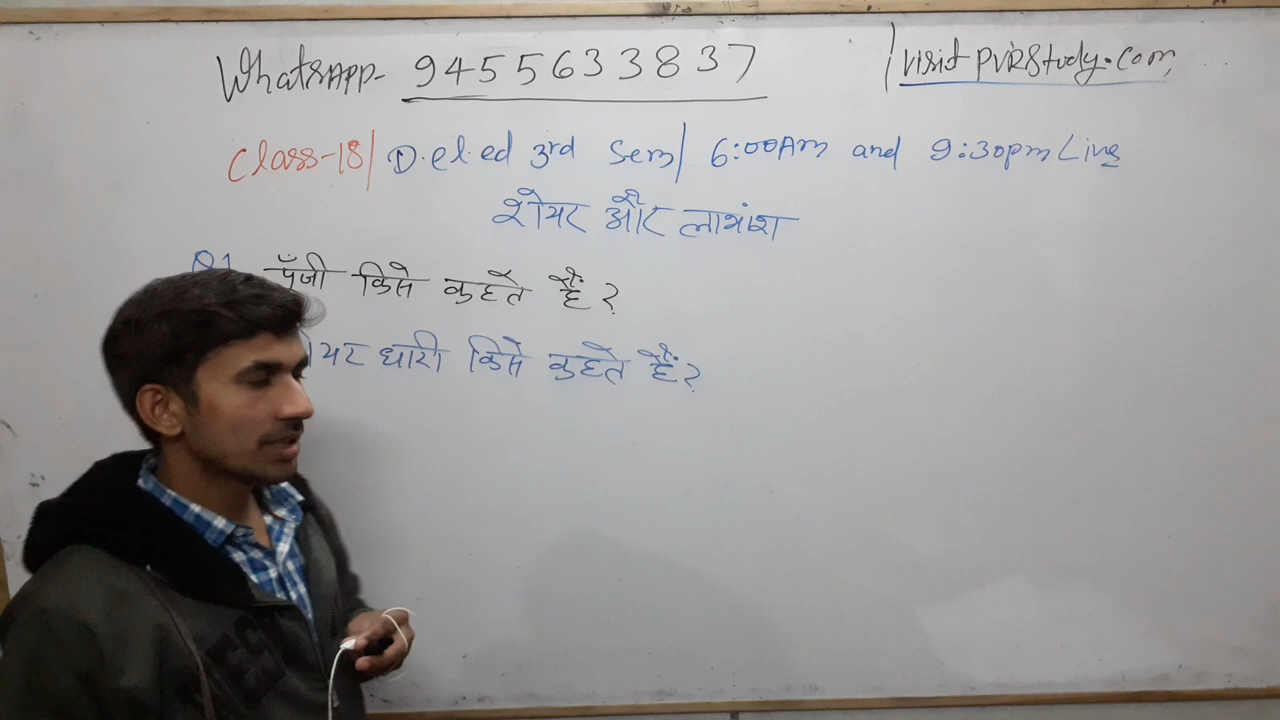 WhatsApp- 9455633837 | visit PVRStudy.com
Class-18| D.el.ed 3rd Sem| 6:00Am and 9:30pm Live
शेयर और लाभांश
Q1 पूँजी किसे कहते हैं?
धारी किसे कहते हैं?